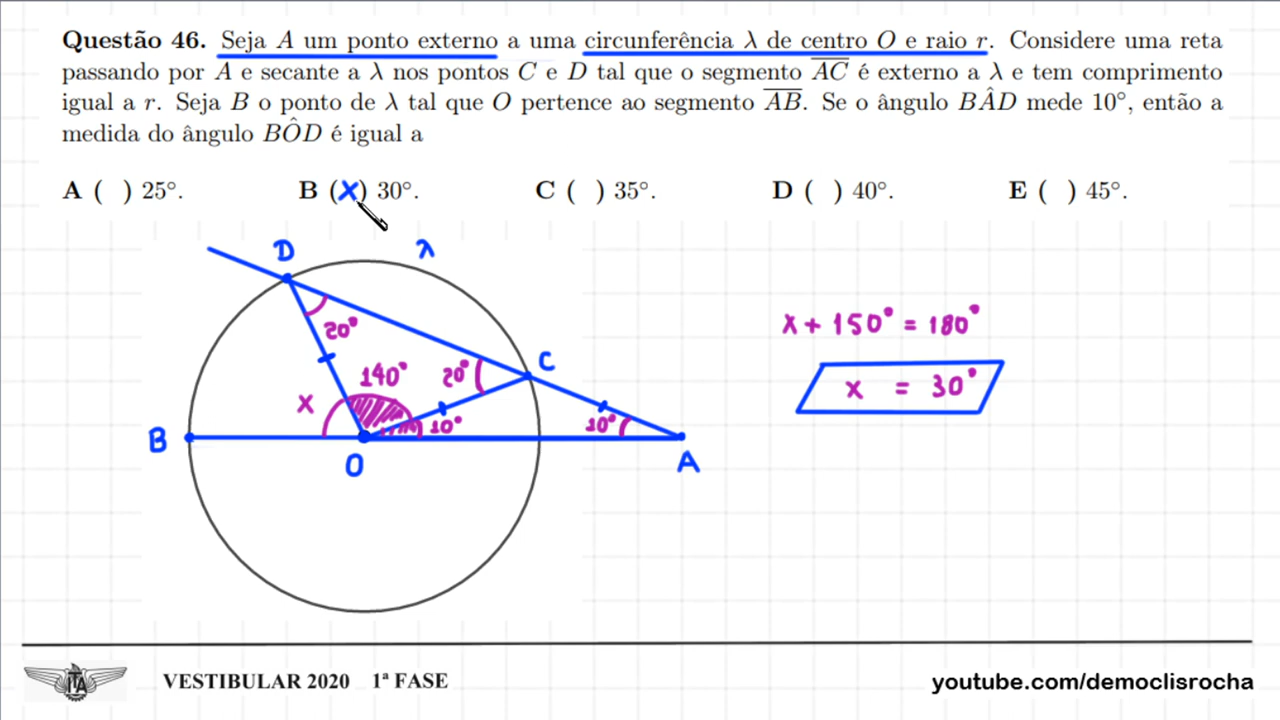 Questão 46. Seja A um ponto externo a uma circunferência λ de centro O e raio r. Considere uma reta
passando por A e secante a λ nos pontos C e D tal que o segmento A̅C̅ é externo a λ e tem comprimento
igual a r. Seja B o ponto de λ tal que O pertence ao segmento A̅B̅. Se o ângulo BÂD mede 10°, então a
medida do ângulo BÔD é igual a
A ( ) 25°. B (x) 30°. C ( ) 35°. D ( ) 40°. E ( ) 45°.
D
λ
20°
x + 150° = 180°
C
140°
20°
x = 30°
x
10°
10°
B
O
A
ITA
VESTIBULAR 2020 1ª FASE
youtube.com/democlisrocha